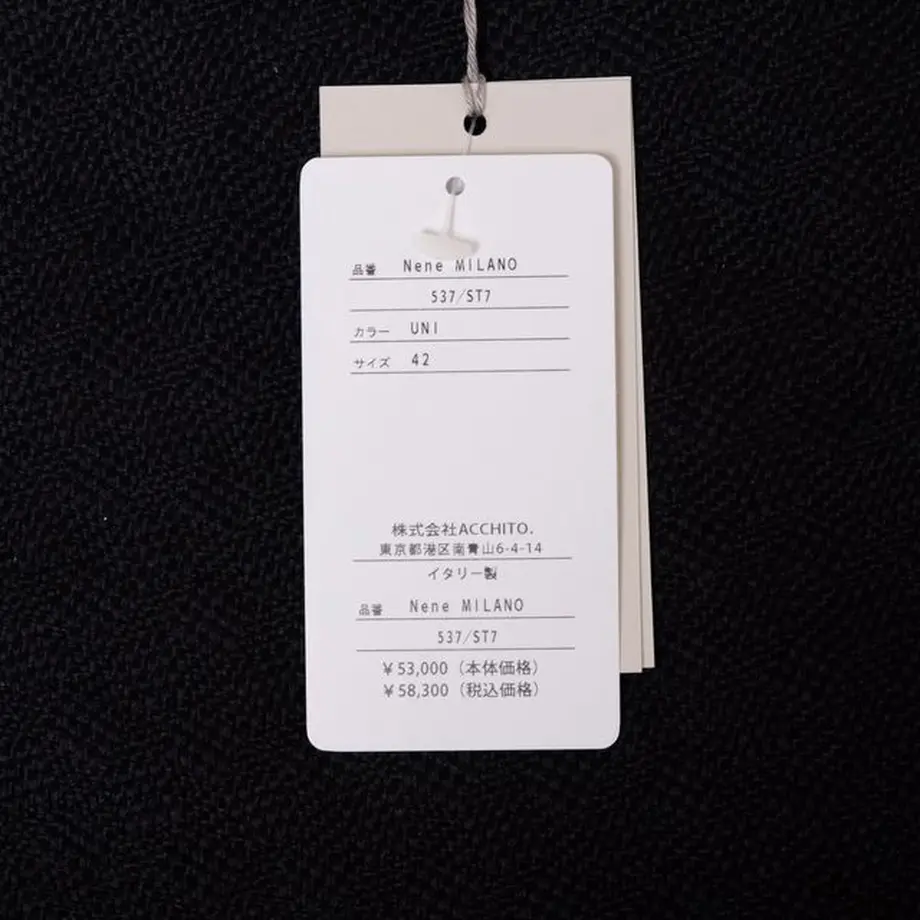 品番 Nene MILANO
537/ST7
カラー UNI
サイズ 42
株式会社ACCHITO.
東京都港区南青山6-4-14
イタリー製
品番 Nene MILANO
537/ST7
¥53,000（本体価格）
¥58,300（税込価格）